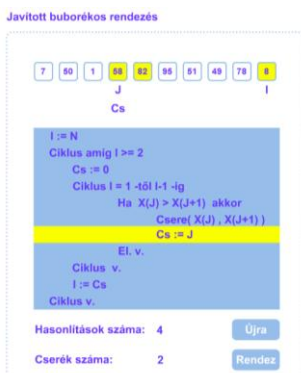 Javított buborékos rendezés
7 50 1 58 82 95 51 49 78 8
J I
Cs
I := N
Ciklus amíg I >= 2
Cs := 0
Ciklus I = 1 -től I-1 -ig
Ha X(J) > X(J+1) akkor
Csere( X(J) , X(J+1) )
Cs := J
El. v.
Ciklus v.
I := Cs
Ciklus v.
Hasonlítások száma: 4 Újra
Cserék száma: 2 Rendez